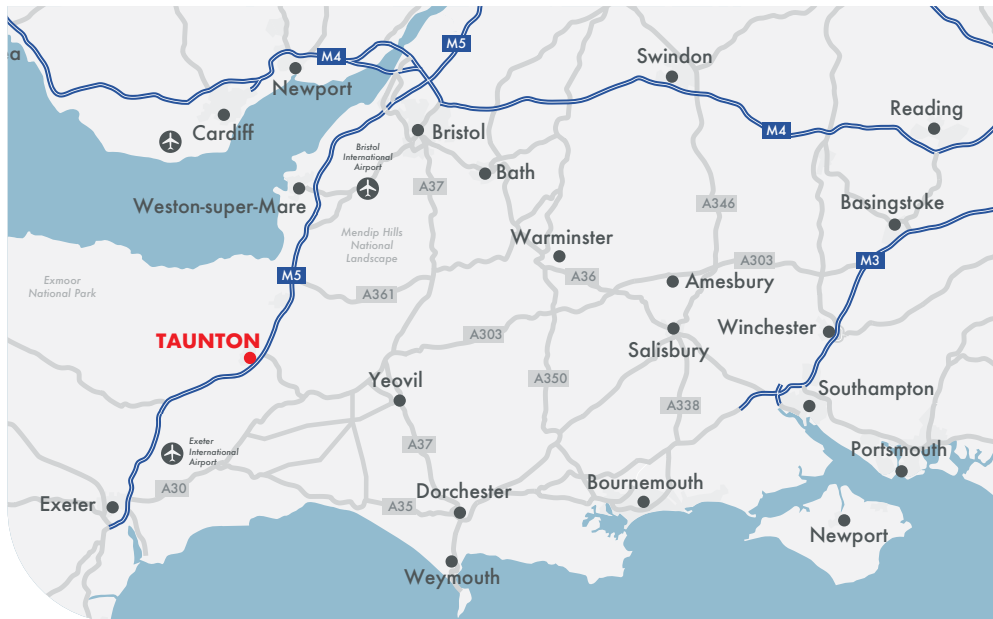 M5
M4
a
Swindon
Newport
Reading
M4
Cardiff
Bristol
Bristol
International
Airport
Bath
A37
Weston-super-Mare
A346
Basingstoke
Mendip Hills
National
Landscape
Warminster
A303
M3
M5
A36
Exmoor
National Park
A361
Amesbury
A303
Winchester
TAUNTON
Salisbury
Yeovil
A350
Southampton
A338
Exeter
International
Airport
A37
Portsmouth
A30
Bournemouth
Dorchester
Exeter
A35
Newport
Weymouth